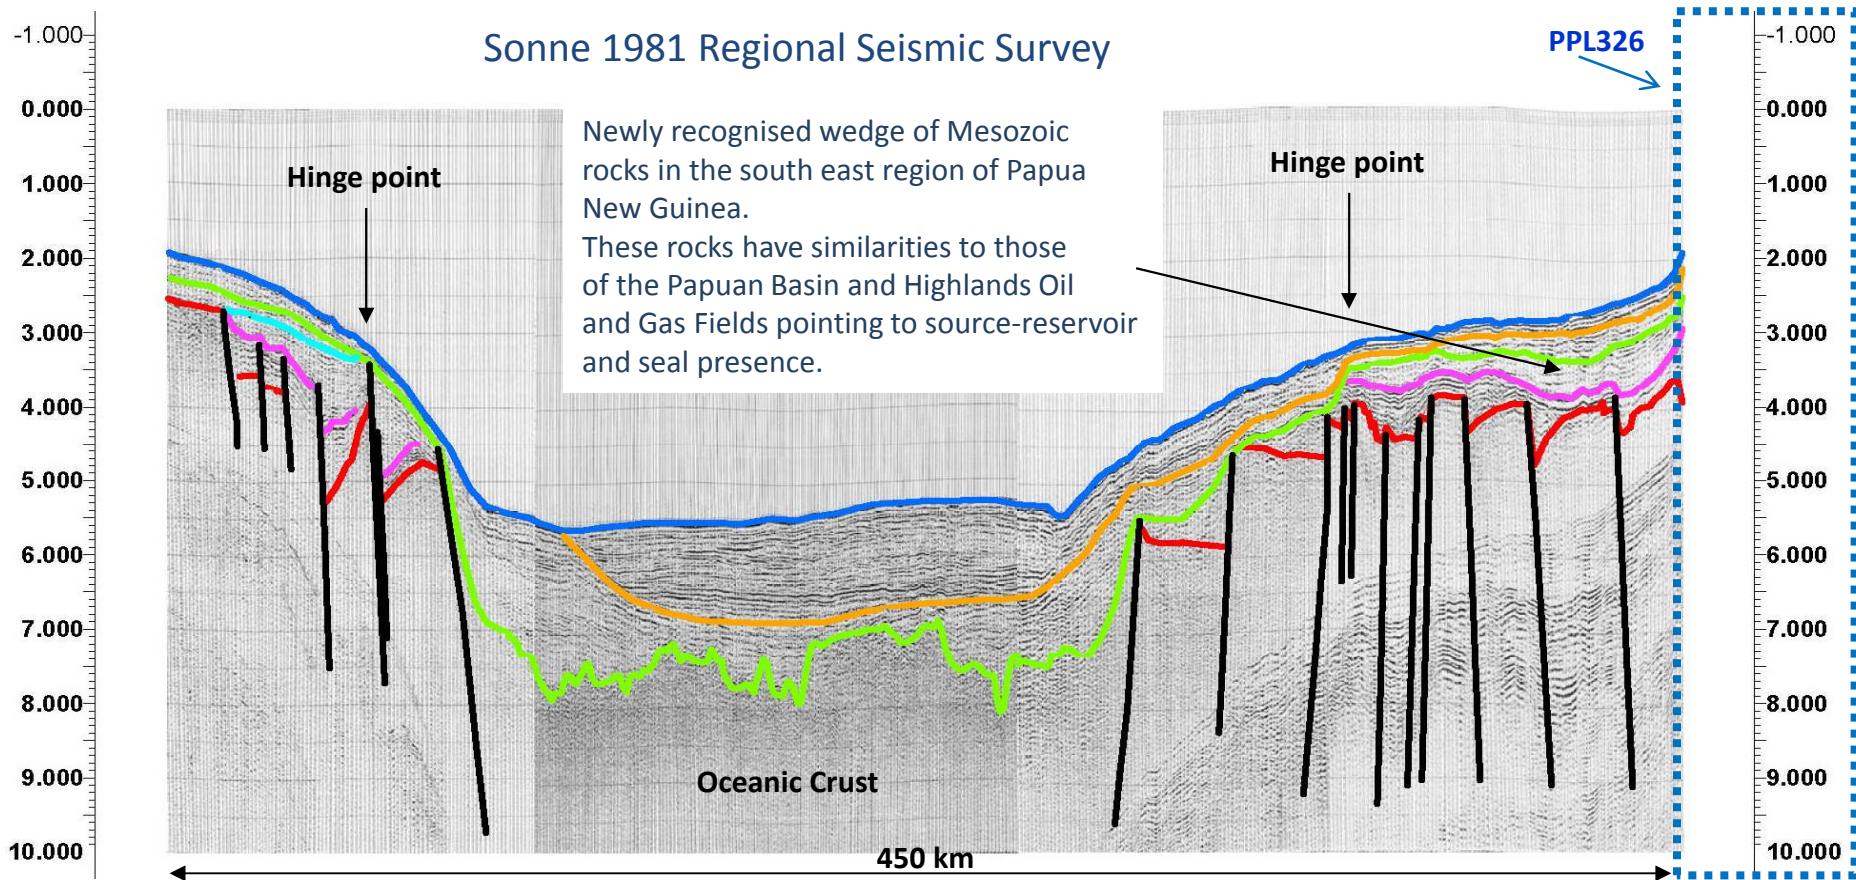 Sonne 1981 Regional Seismic Survey
PPL326
Newly recognised wedge of Mesozoic
rocks in the south east region of Papua
New Guinea.
These rocks have similarities to those
of the Papuan Basin and Highlands Oil
and Gas Fields pointing to source-reservoir
and seal presence.
Hinge point
Hinge point
Oceanic Crust
450 km
-1.000
0.000
1.000
2.000
3.000
4.000
5.000
6.000
7.000
8.000
9.000
10.000
-1.000
0.000
1.000
2.000
3.000
4.000
5.000
6.000
7.000
8.000
9.000
10.000